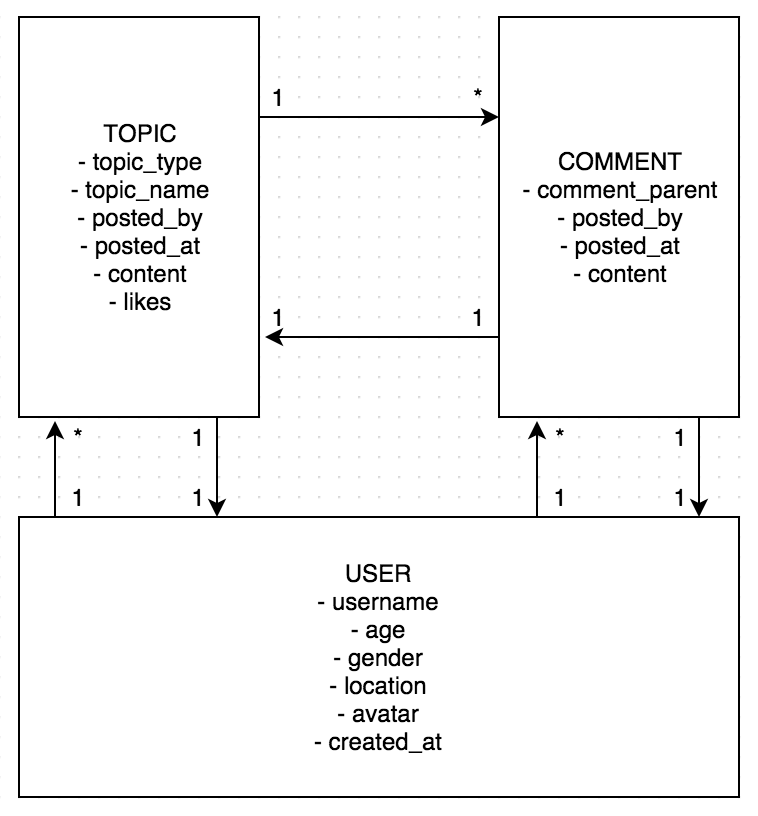 TOPIC
- topic_type
- topic_name
- posted_by
- posted_at
- content
- likes
1 *
COMMENT
- comment_parent
- posted_by
- posted_at
- content
1 1
* 1 * 1
1 1 1 1
USER
- username
- age
- gender
- location
- avatar
- created_at